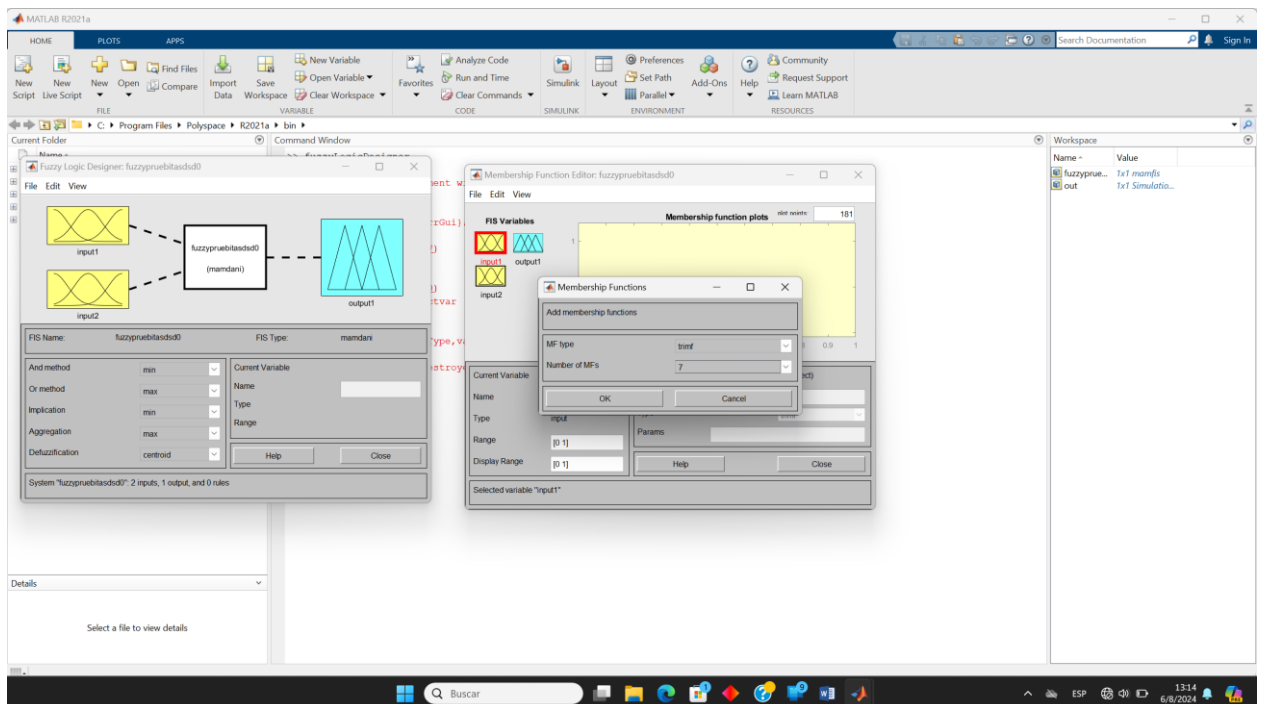 MATLAB R2021a
HOME PLOTS APPS
Search Documentation
Sign In
New Script
New Live Script
New
Open
Find Files
Compare
Import Data
Save Workspace
New Variable
Open Variable
Clear Workspace
Favorites
Analyze Code
Run and Time
Clear Commands
Simulink
Layout
Preferences
Set Path
Parallel
Add-Ons
Help
Community
Request Support
Learn MATLAB
FILE VARIABLE CODE SIMULINK ENVIRONMENT RESOURCES
C: Program Files Polyspace R2021a bin
Current Folder
Name
Command Window
>> fuzzyLogicDesigner
Workspace
Name Value
fuzzyprue... 1x1 mamfis
out 1x1 Simulatio...
Fuzzy Logic Designer: fuzzypruebitasdsd0
File Edit View
input1
input2
fuzzypruebitasdsd0
(mamdani)
output1
FIS Name: fuzzypruebitasdsd0 FIS Type: mamdani
And method min
Or method max
Implication min
Aggregation max
Defuzzification centroid
Current Variable
Name
Type
Range
Help Close
System "fuzzypruebitasdsd0": 2 inputs, 1 output, and 0 rules
Membership Function Editor: fuzzypruebitasdsd0
File Edit View
FIS Variables
Membership function plots plot points: 181
input1 output1
input2
1
0.9 1
Membership Functions
Add membership functions
MF type trimf
Number of MFs 7
OK Cancel
Current Variable
Name
Type input
Range [0 1]
Display Range [0 1]
Params
Help Close
Selected variable "input1"
Details
Select a file to view details
Buscar
ESP
13:14
6/8/2024